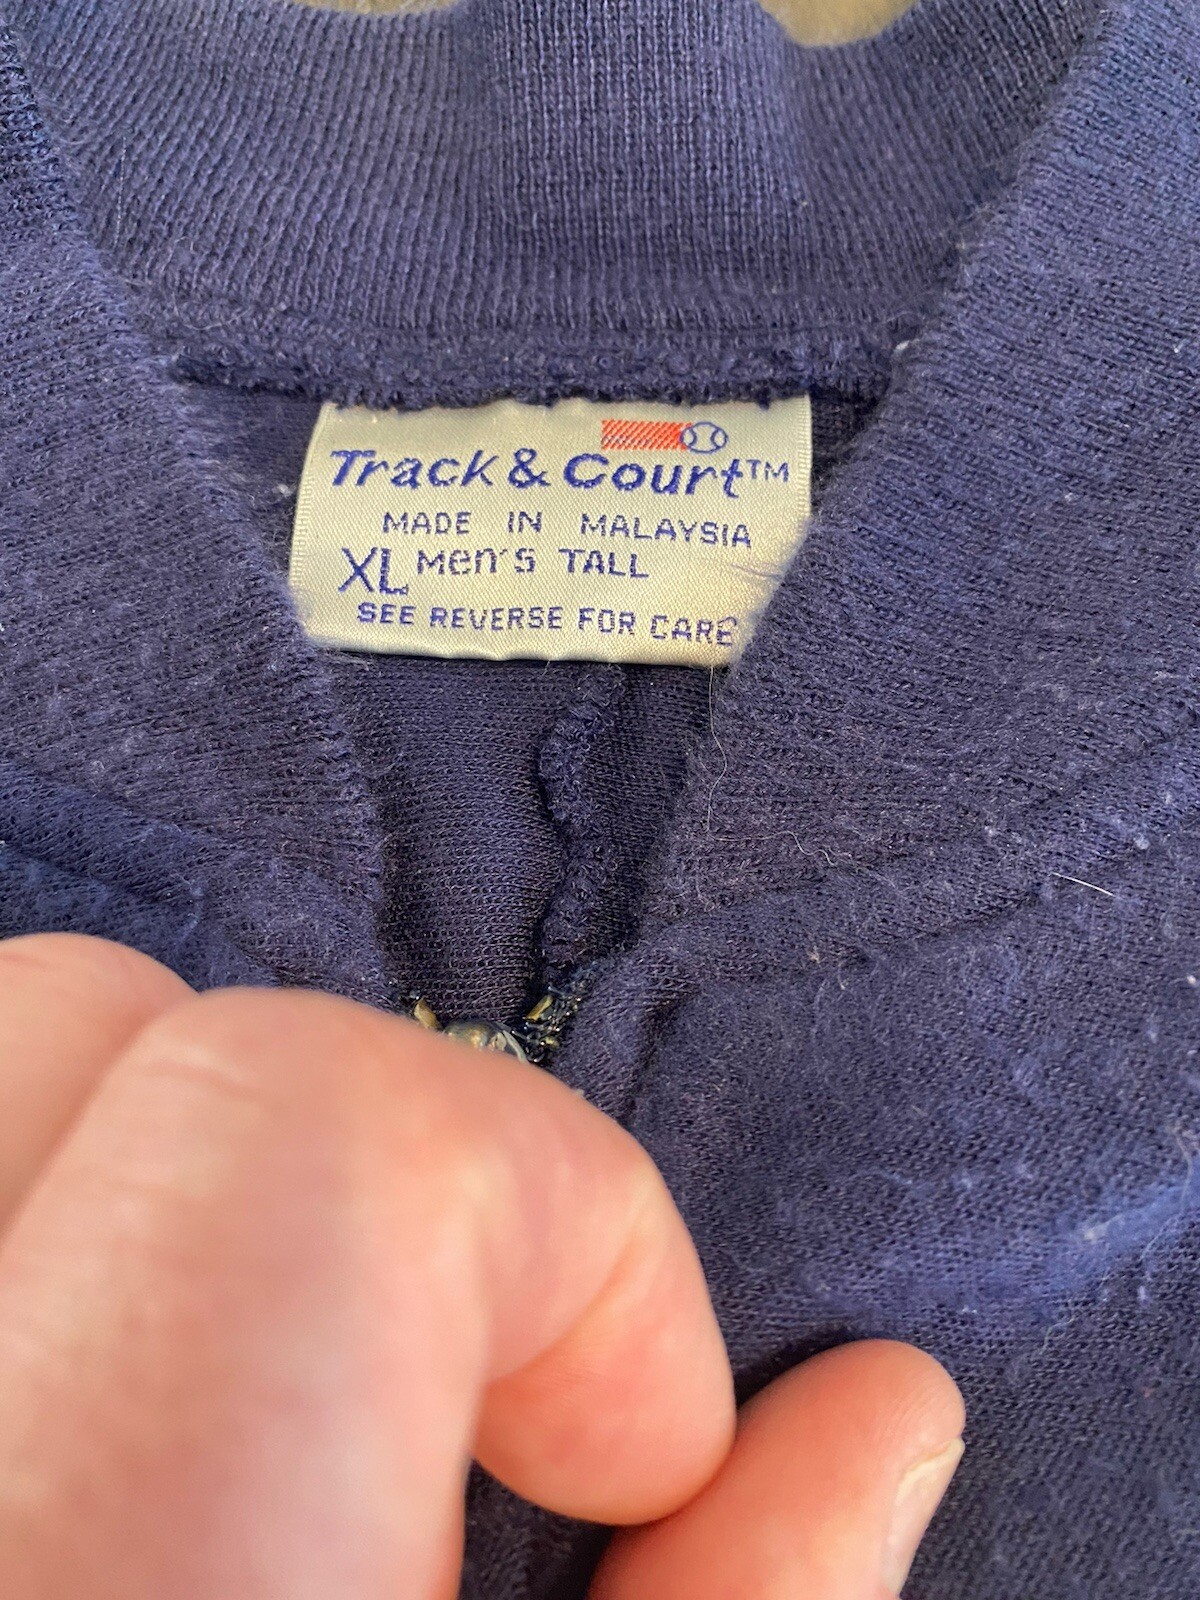 Track & Court™
MADE IN MALAYSIA
XL Men's TALL
SEE REVERSE FOR CARE